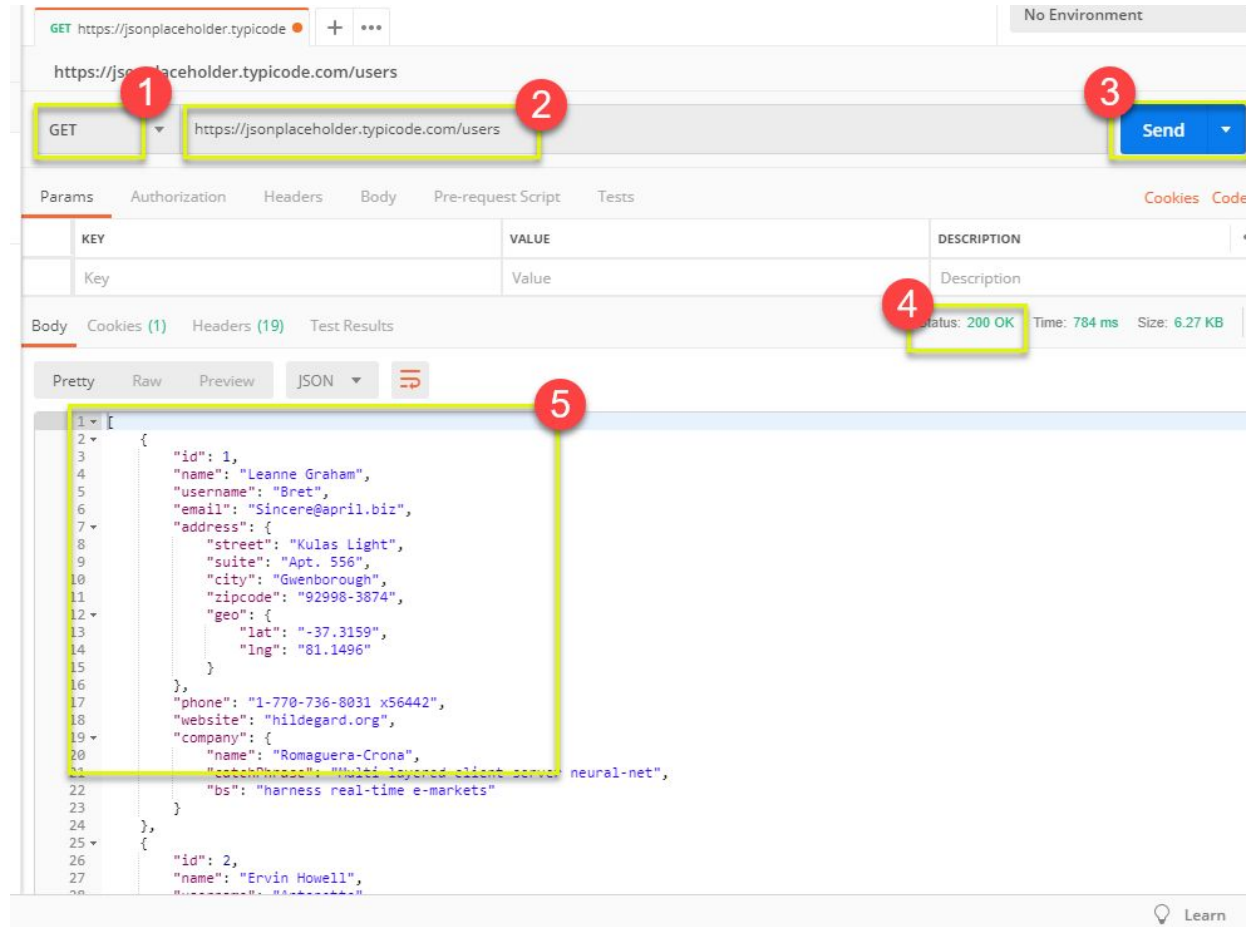 GET https://jsonplaceholder.typicode
No Environment
https://jsonplaceholder.typicode.com/users
1
2
3
GET https://jsonplaceholder.typicode.com/users Send
Params Authorization Headers Body Pre-request Script Tests Cookies Code
KEY VALUE DESCRIPTION
Key Value Description
4
Body Cookies (1) Headers (19) Test Results Status: 200 OK Time: 784 ms Size: 6.27 KB
Pretty Raw Preview JSON
5
1 [
2 {
3 "id": 1,
4 "name": "Leanne Graham",
5 "username": "Bret",
6 "email": "Sincere@april.biz",
7 "address": {
8 "street": "Kulas Light",
9 "suite": "Apt. 556",
10 "city": "Gwenborough",
11 "zipcode": "92998-3874",
12 "geo": {
13 "lat": "-37.3159",
14 "lng": "81.1496"
15 }
16 },
17 "phone": "1-770-736-8031 x56442",
18 "website": "hildegard.org",
19 "company": {
20 "name": "Romaguera-Crona",
21 "catchPhrase": "Multi-layered client-server neural-net",
22 "bs": "harness real-time e-markets"
23 }
24 },
25 {
26 "id": 2,
27 "name": "Ervin Howell",
28 "username": "Antonette"
Learn